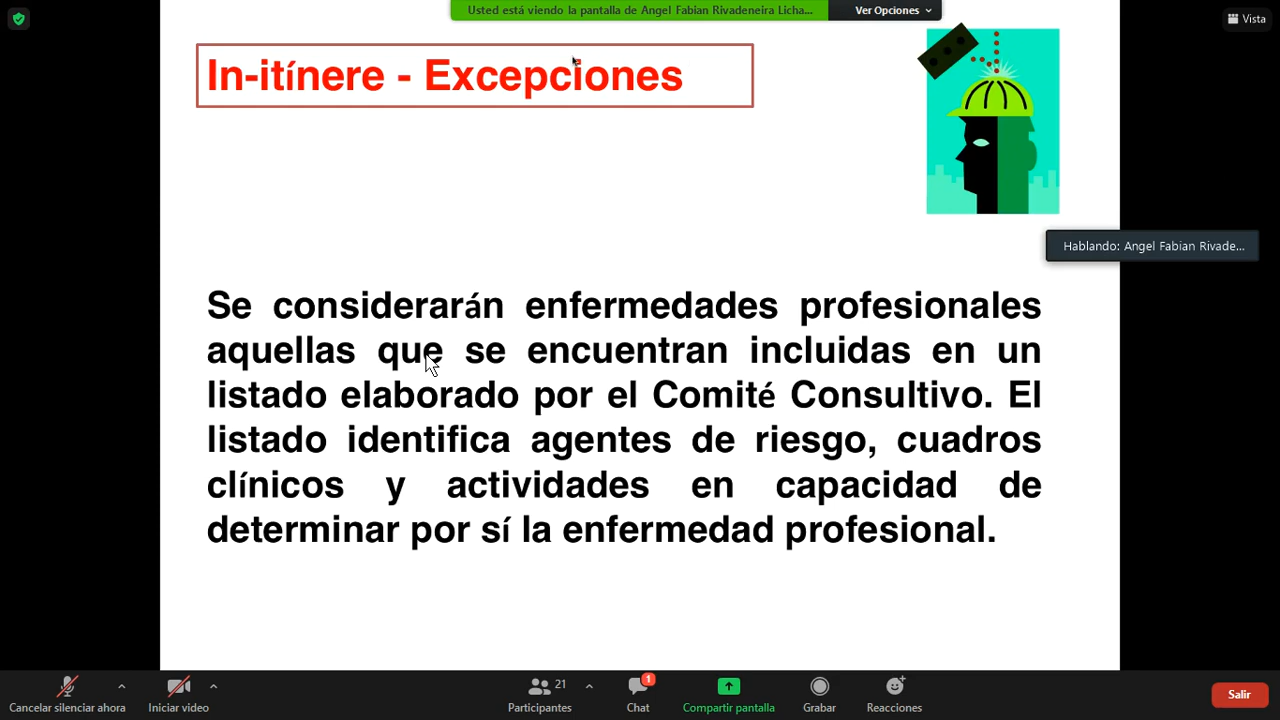 Usted está viendo la pantalla de Angel Fabian Rivadeneira Licha...
Ver Opciones
Vista
In-itínere - Excepciones
Hablando: Angel Fabian Rivade...
Se considerarán enfermedades profesionales
aquellas que se encuentran incluidas en un
listado elaborado por el Comité Consultivo. El
listado identifica agentes de riesgo, cuadros
clínicos y actividades en capacidad de
determinar por sí la enfermedad profesional.
21
1
Cancelar silenciar ahora
Iniciar video
Participantes
Chat
Compartir pantalla
Grabar
Reacciones
Salir